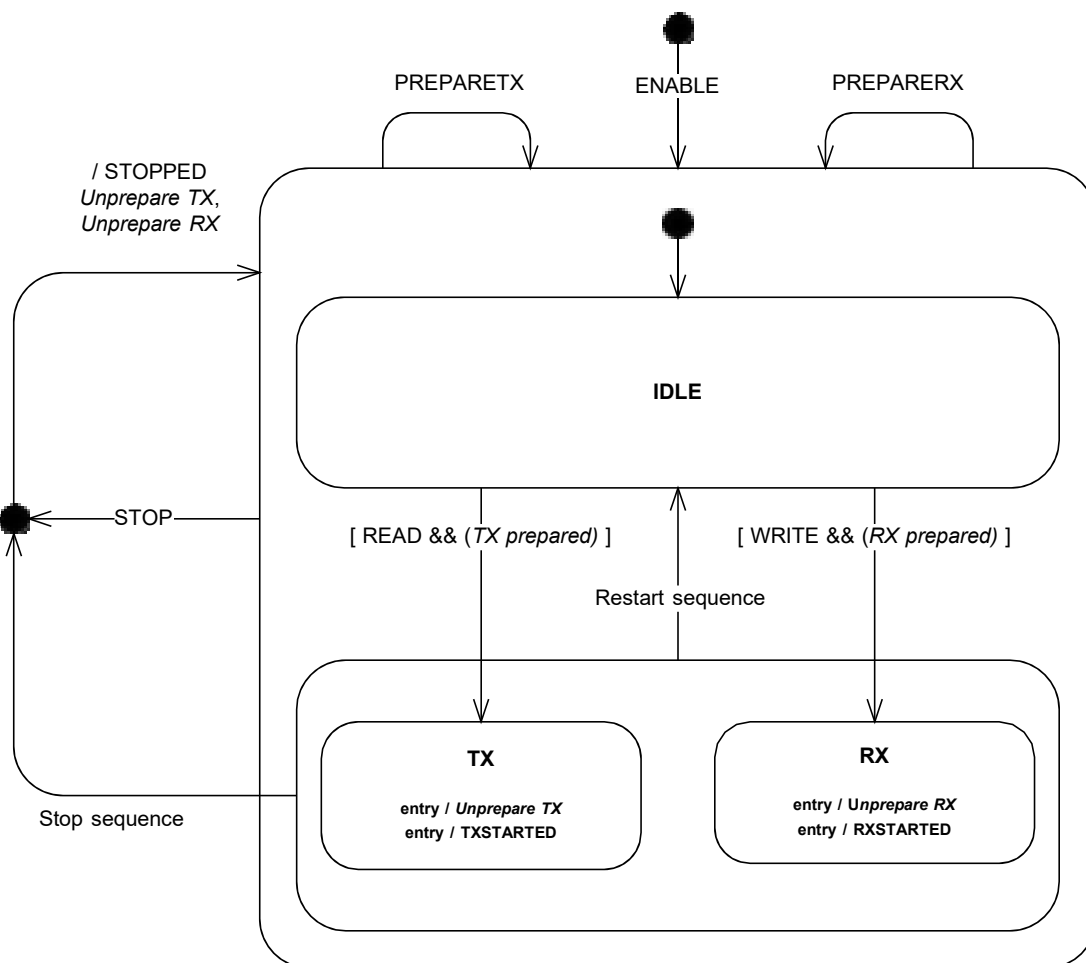 PREPARETX
ENABLE
PREPARERX
/ STOPPED
Unprepare TX,
Unprepare RX
IDLE
STOP
[ READ && (TX prepared) ]
[ WRITE && (RX prepared) ]
Restart sequence
TX
entry / Unprepare TX
entry / TXSTARTED
RX
entry / Unprepare RX
entry / RXSTARTED
Stop sequence